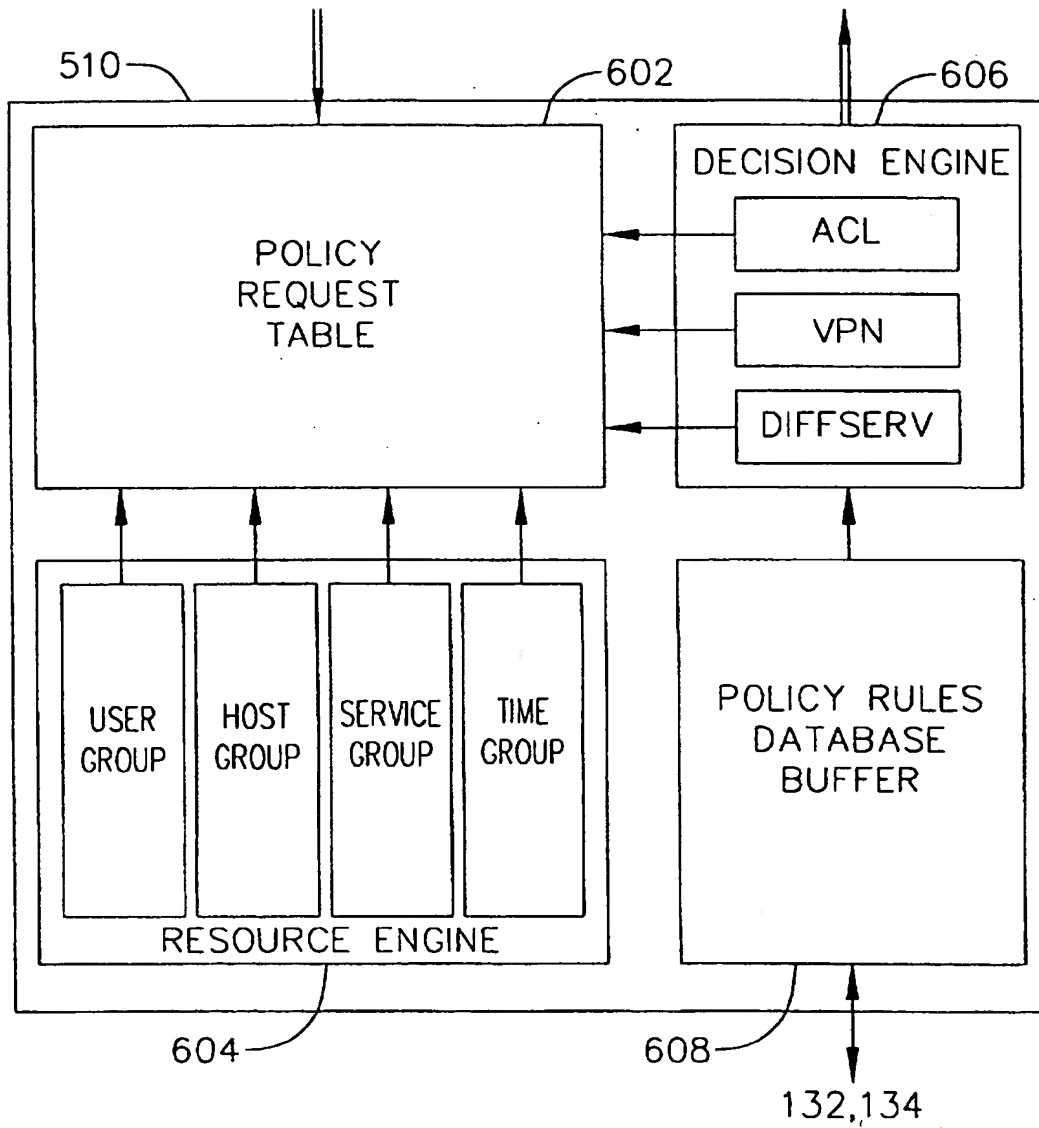 510
602
606
POLICY
REQUEST
TABLE
DECISION ENGINE
ACL
VPN
DIFFSERV
USER
GROUP
HOST
GROUP
SERVICE
GROUP
TIME
GROUP
RESOURCE ENGINE
POLICY RULES
DATABASE
BUFFER
604
608
132,134